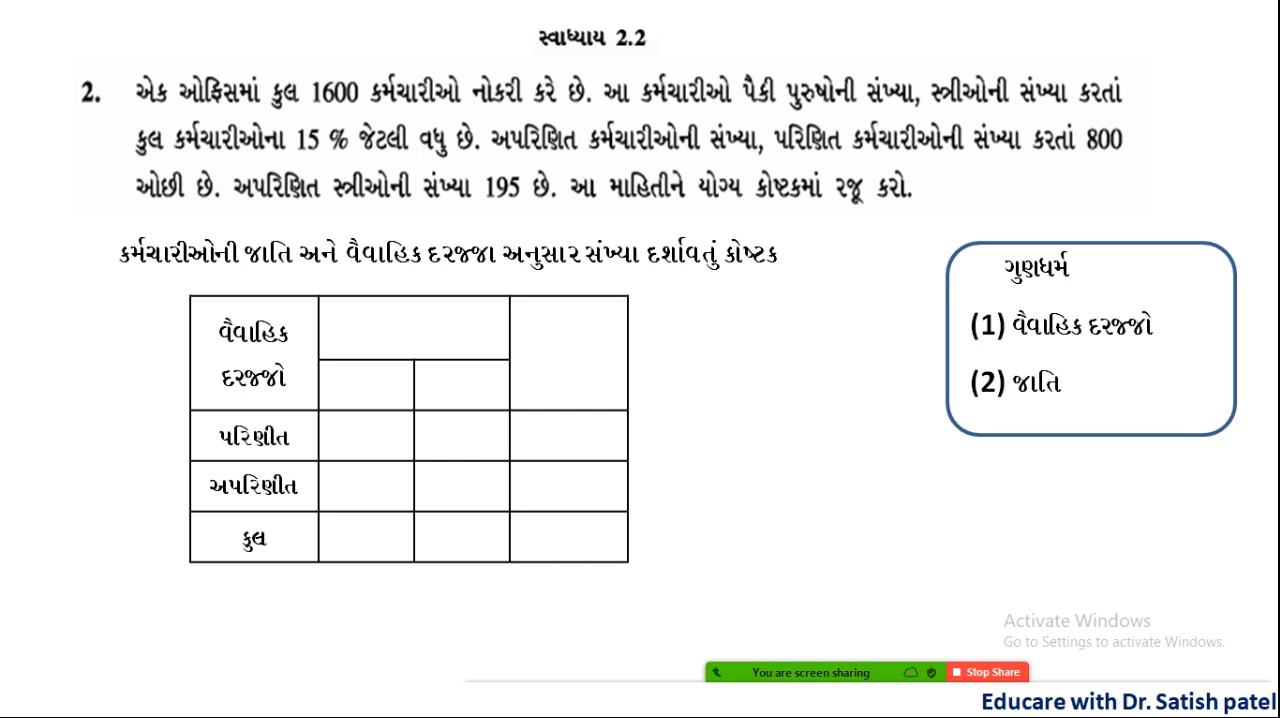 સ્વાધ્યાય 2.2
2. એક ઓફિસમાં કુલ 1600 કર્મચારીઓ નોકરી કરે છે. આ કર્મચારીઓ પૈકી પુરુષોની સંખ્યા, સ્ત્રીઓની સંખ્યા કરતાં
કુલ કર્મચારીઓના 15 % જેટલી વધુ છે. અપરિણિત કર્મચારીઓની સંખ્યા, પરિણિત કર્મચારીઓની સંખ્યા કરતાં 800
ઓછી છે. અપરિણિત સ્ત્રીઓની સંખ્યા 195 છે. આ માહિતીને યોગ્ય કોષ્ટકમાં રજૂ કરો.
કર્મચારીઓની જાતિ અને વૈવાહિક દરજ્જા અનુસાર સંખ્યા દર્શાવતું કોષ્ટક
વૈવાહિક
દરજ્જો
પરિણીત
અપરિણીત
કુલ
ગુણધર્મ
(1) વૈવાહિક દરજ્જો
(2) જાતિ
Activate Windows
Go to Settings to activate Windows.
You are screen sharing
Stop Share
Educare with Dr. Satish patel